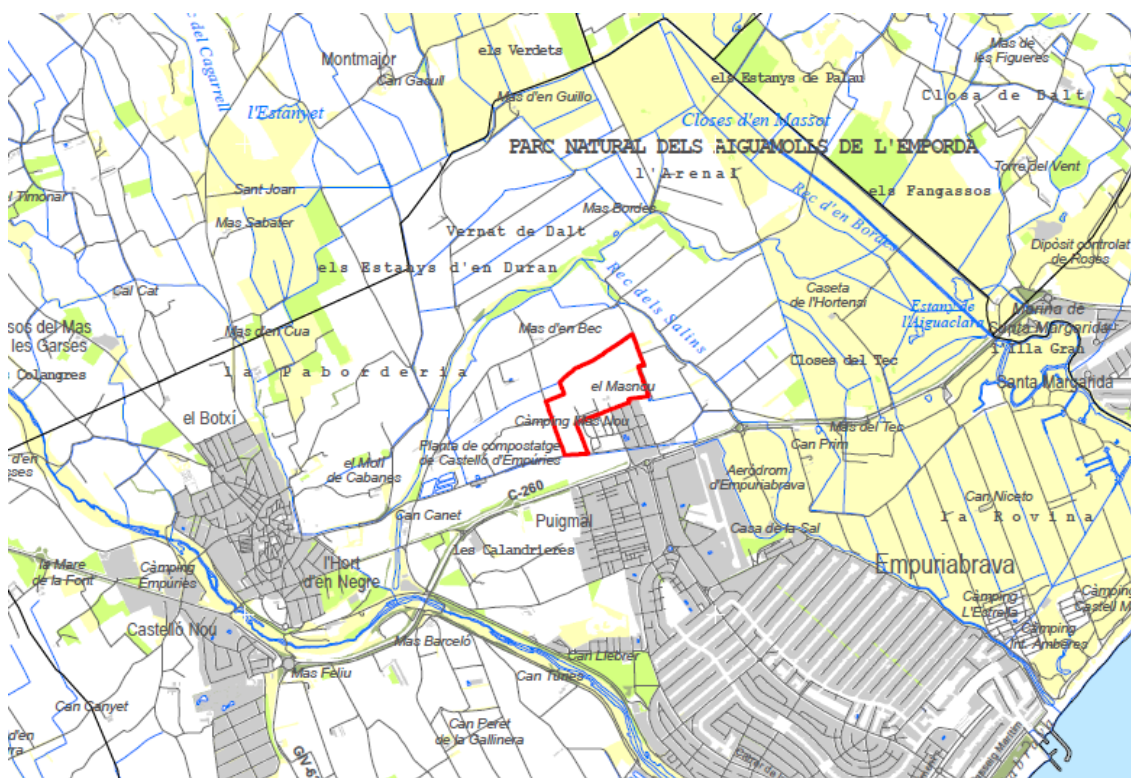 els Verdets
Montmajor
Can Gaoull
Mas de
les Figueres
els Estanys de Palau
Closa de Dalt
Mas d'en Guillo
l'Estanyet
Closes d'en Massot
PARC NATURAL DELS AIGUAMOLLS DE L'EMPORDA
l'Arenal
Torre del Vent
Sant Joan
els Fangassos
l Timonar
Mas Sabater
Mas Bordes
Vernat de Dalt
Rec d'en Bordes
Dipòsit controlat
de Roses
els Estanys d'en Duran
Rec dels Salins
Caseta
de l'Hortensi
Cal Cat
Estany de
l'Aiguaclara
Marina de
Santa Margarida
sos del Mas
les Garses
Mas d'en Cua
Mas d'en Bec
l'Illa Gran
Closes del Tec
Colangres
la Paborderia
el Masnou
Santa Margarida
el Botxí
Càmping Mas Nou
Mas del Tec
Can Prim
Planta de compostatge
de Castelló d'Empúries
el Molí
de Cabanes
Aeròdrom
d'Empuriabrava
C-260
Can Niceto
la Rovina
Can Canet
Puigmal
Casa de la Sal
les Calandrieres
la Mare
de la Font
Càmping
Empúries
l'Hort
d'en Negre
Empuriabrava
Càmping
L'Estrella
Càmping
Castell M
Castelló Nou
Mas Barceló
Càmping
Int. Amberes
Can Llebrer
Mas Feliu
Can Turies
Can Canyet
Can Peret
de la Gallinera
GIV-6
Passeig Marítim